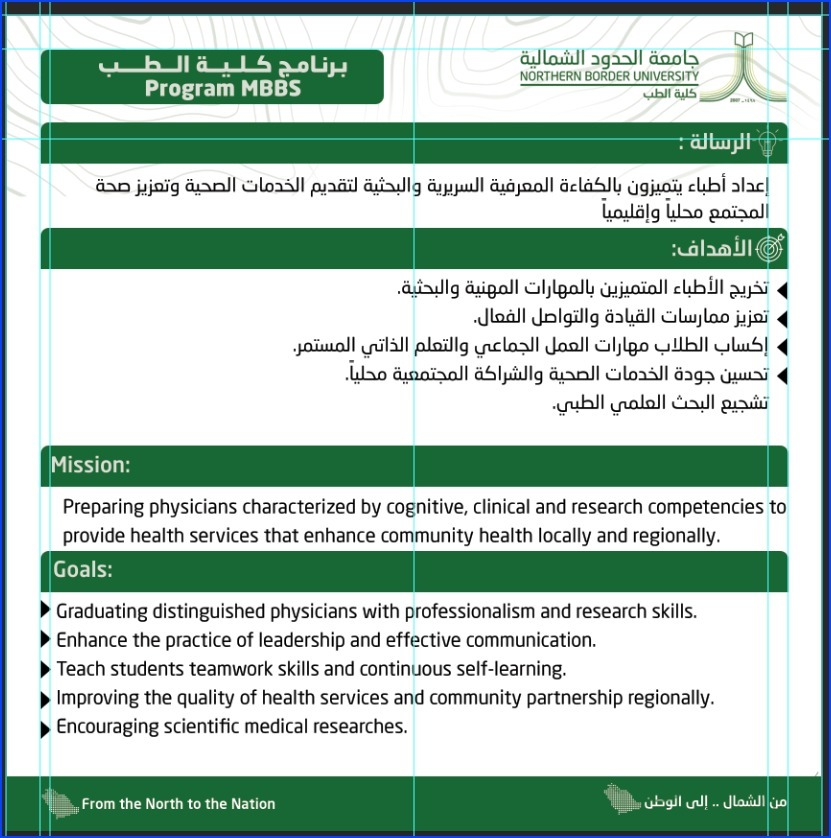 برنامج كلية الطب
Program MBBS
جامعة الحدود الشمالية
NORTHERN BORDER UNIVERSITY
كلية الطب
الرسالة :
إعداد أطباء يتميزون بالكفاءة المعرفية السريرية والبحثية لتقديم الخدمات الصحية وتعزيز صحة
المجتمع محلياً وإقليمياً
الأهداف:
تخريج الأطباء المتميزين بالمهارات المهنية والبحثية.
تعزيز ممارسات القيادة والتواصل الفعال.
إكساب الطلاب مهارات العمل الجماعي والتعلم الذاتي المستمر.
تحسين جودة الخدمات الصحية والشراكة المجتمعية محلياً.
تشجيع البحث العلمي الطبي.
Mission:
Preparing physicians characterized by cognitive, clinical and research competencies to
provide health services that enhance community health locally and regionally.
Goals:
Graduating distinguished physicians with professionalism and research skills.
Enhance the practice of leadership and effective communication.
Teach students teamwork skills and continuous self-learning.
Improving the quality of health services and community partnership regionally.
Encouraging scientific medical researches.
From the North to the Nation
من الشمال .. إلى الوطن